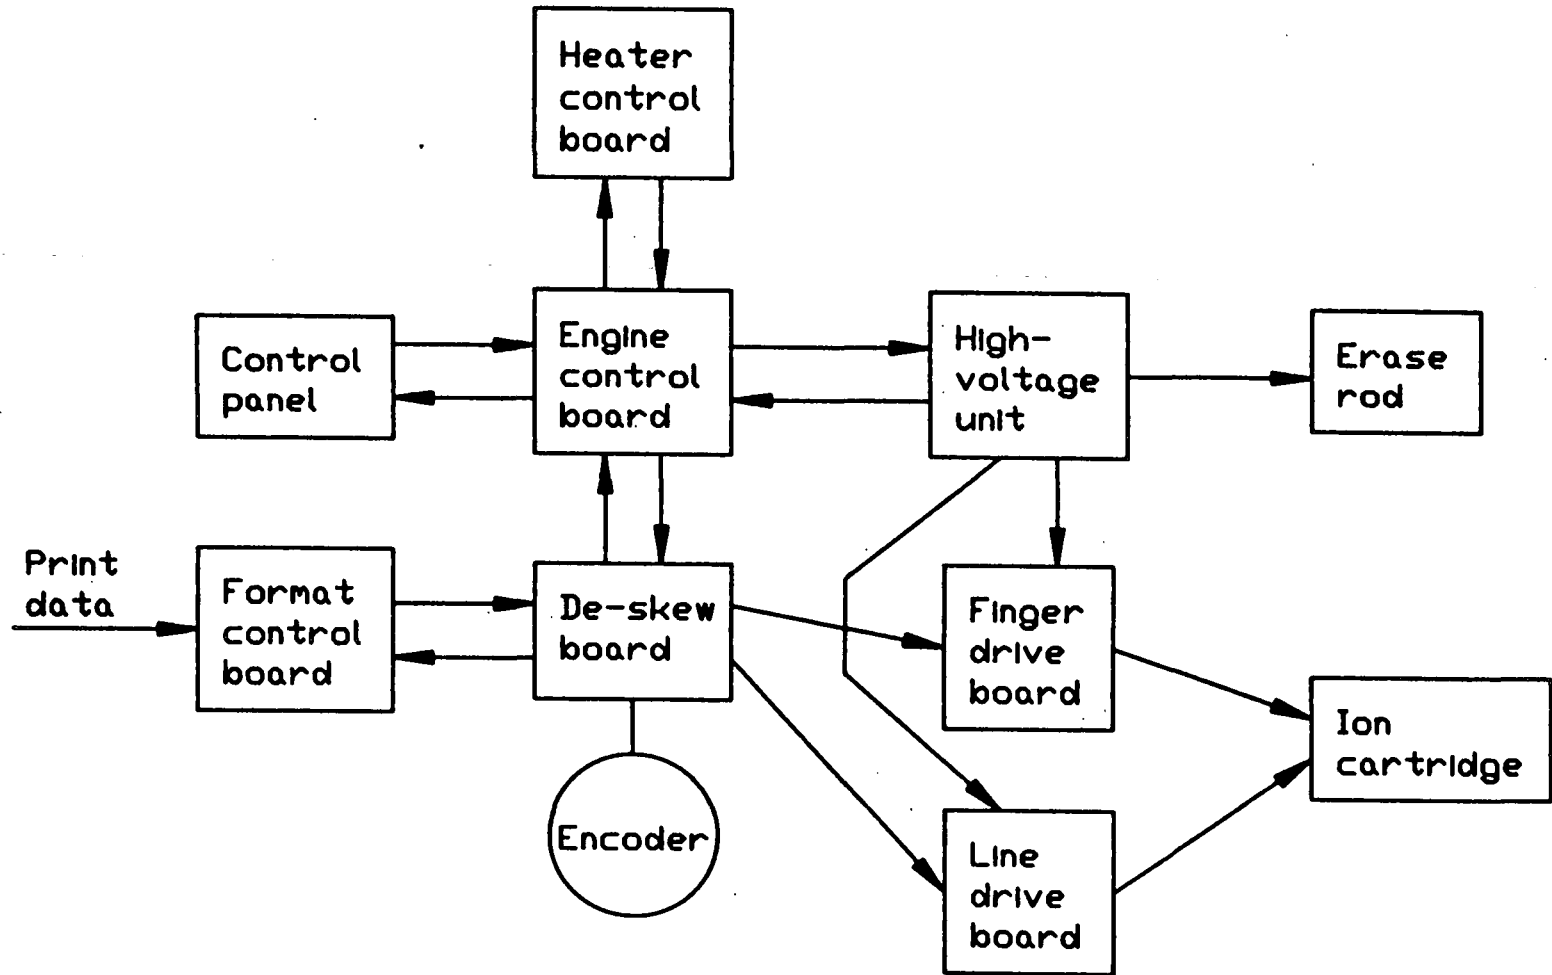 Heater
control
board
Control
panel
Engine
control
board
High-
voltage
unit
Erase
rod
Print
data
Format
control
board
De-skew
board
Finger
drive
board
Ion
cartridge
Encoder
Line
drive
board